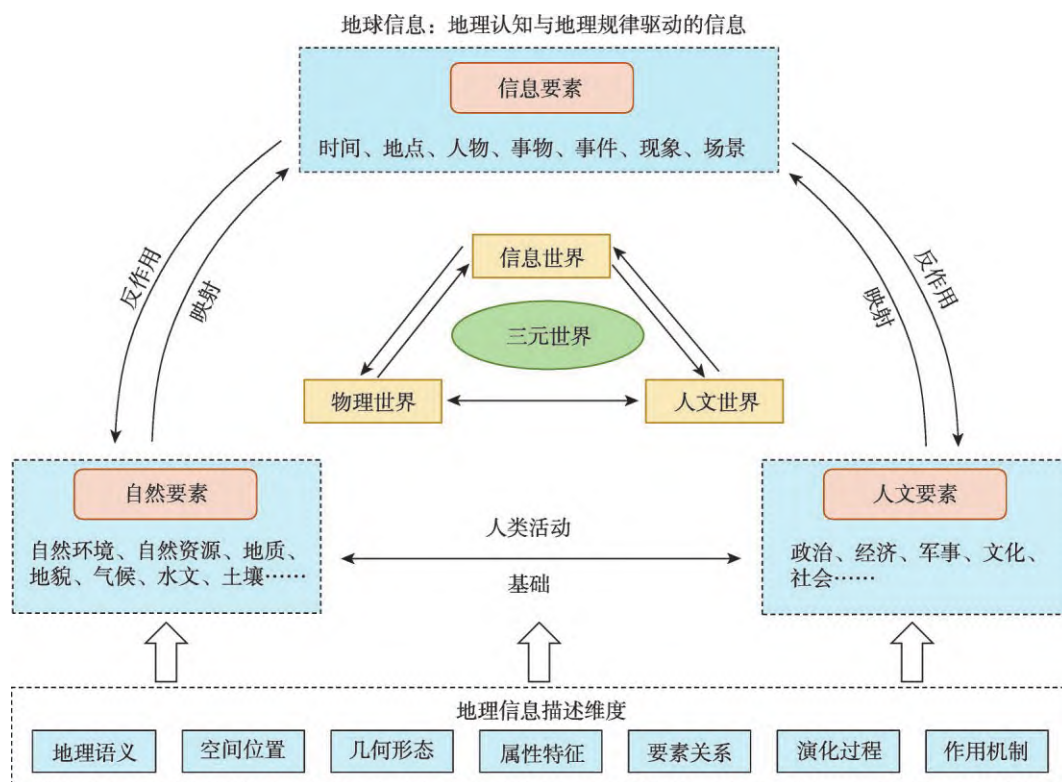 地球信息：地理认知与地理规律驱动的信息
信息要素
时间、地点、人物、事物、事件、现象、场景
反作用
映射
映射
反作用
信息世界
三元世界
物理世界
人文世界
自然要素
自然环境、自然资源、地质、
地貌、气候、水文、土壤……
人类活动
基础
人文要素
政治、经济、军事、文化、
社会……
地理信息描述维度
地理语义
空间位置
几何形态
属性特征
要素关系
演化过程
作用机制